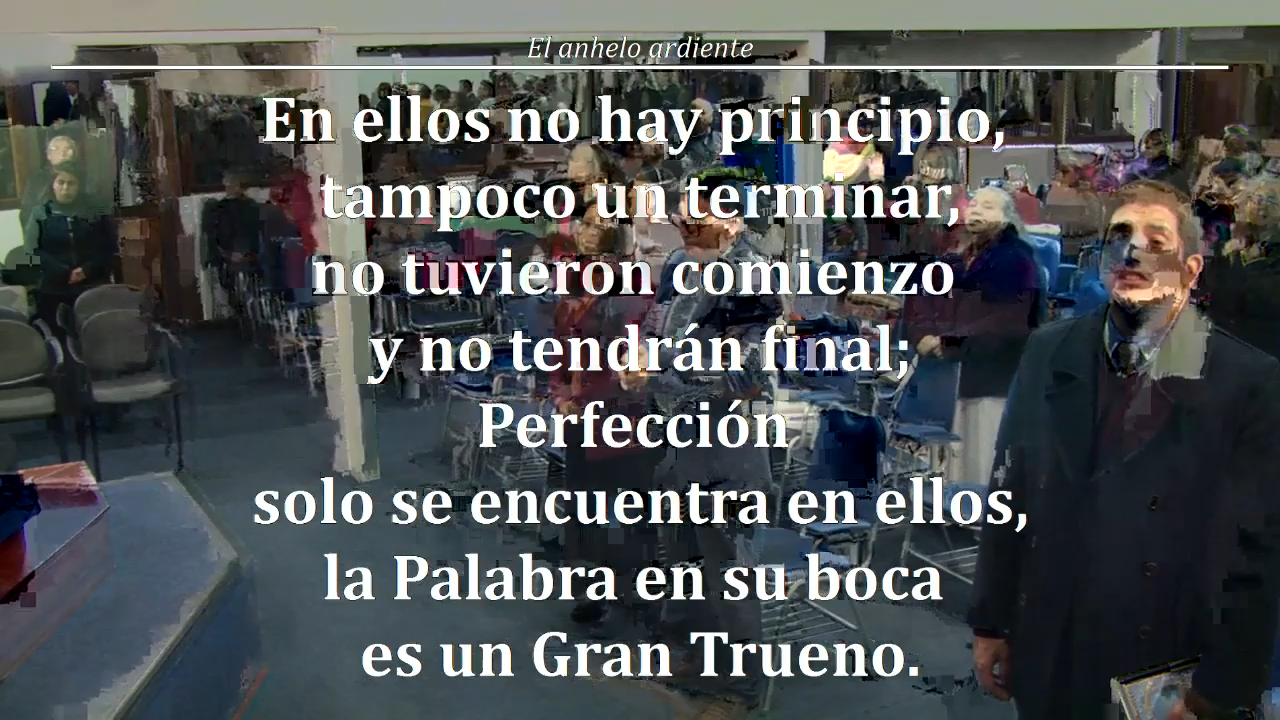 El anhelo ardiente
En ellos no hay principio,
tampoco un terminar,
no tuvieron comienzo
y no tendrán final;
Perfección
solo se encuentra en ellos,
la Palabra en su boca
es un Gran Trueno.